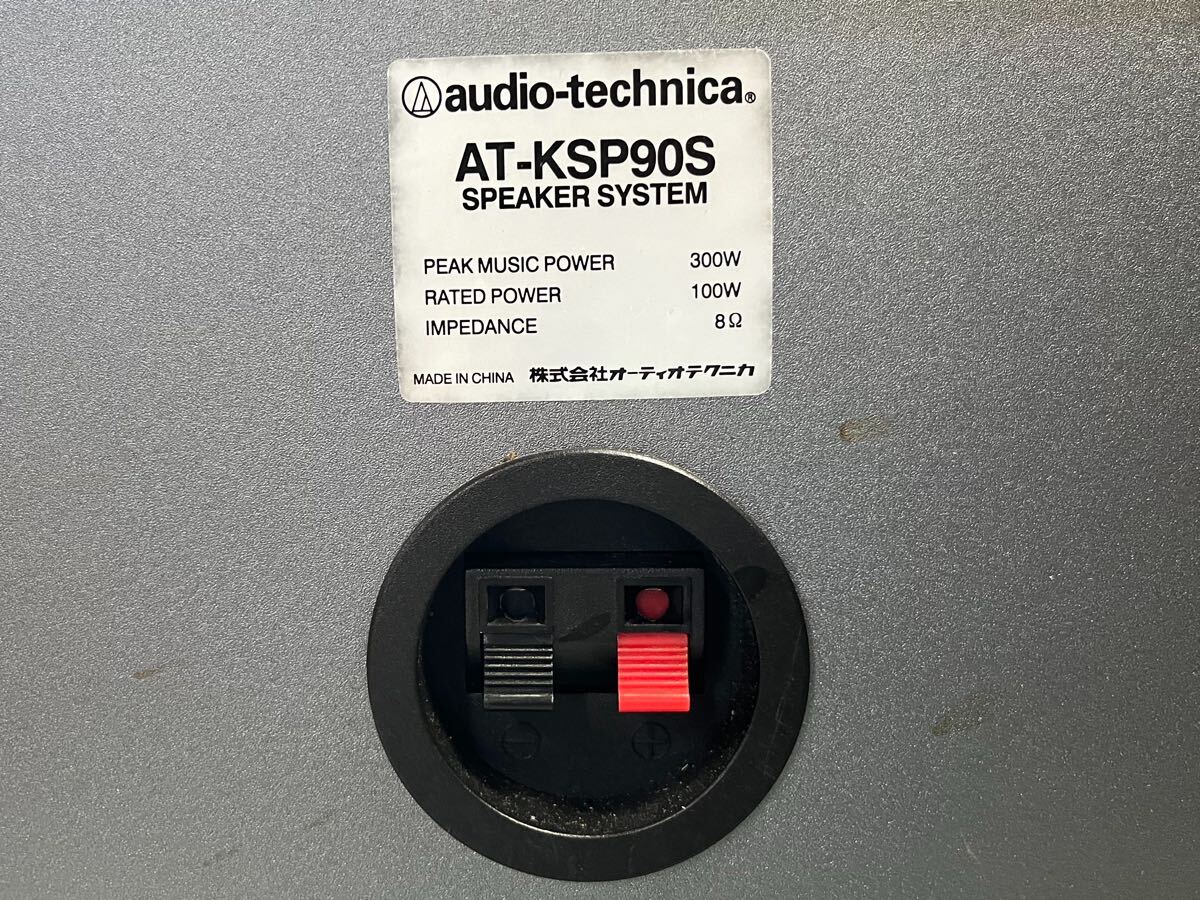 audio-technica®
AT-KSP90S
SPEAKER SYSTEM
PEAK MUSIC POWER 300W
RATED POWER 100W
IMPEDANCE 8Ω
MADE IN CHINA 株式会社オーディオテクニカ
⊖ ⊕